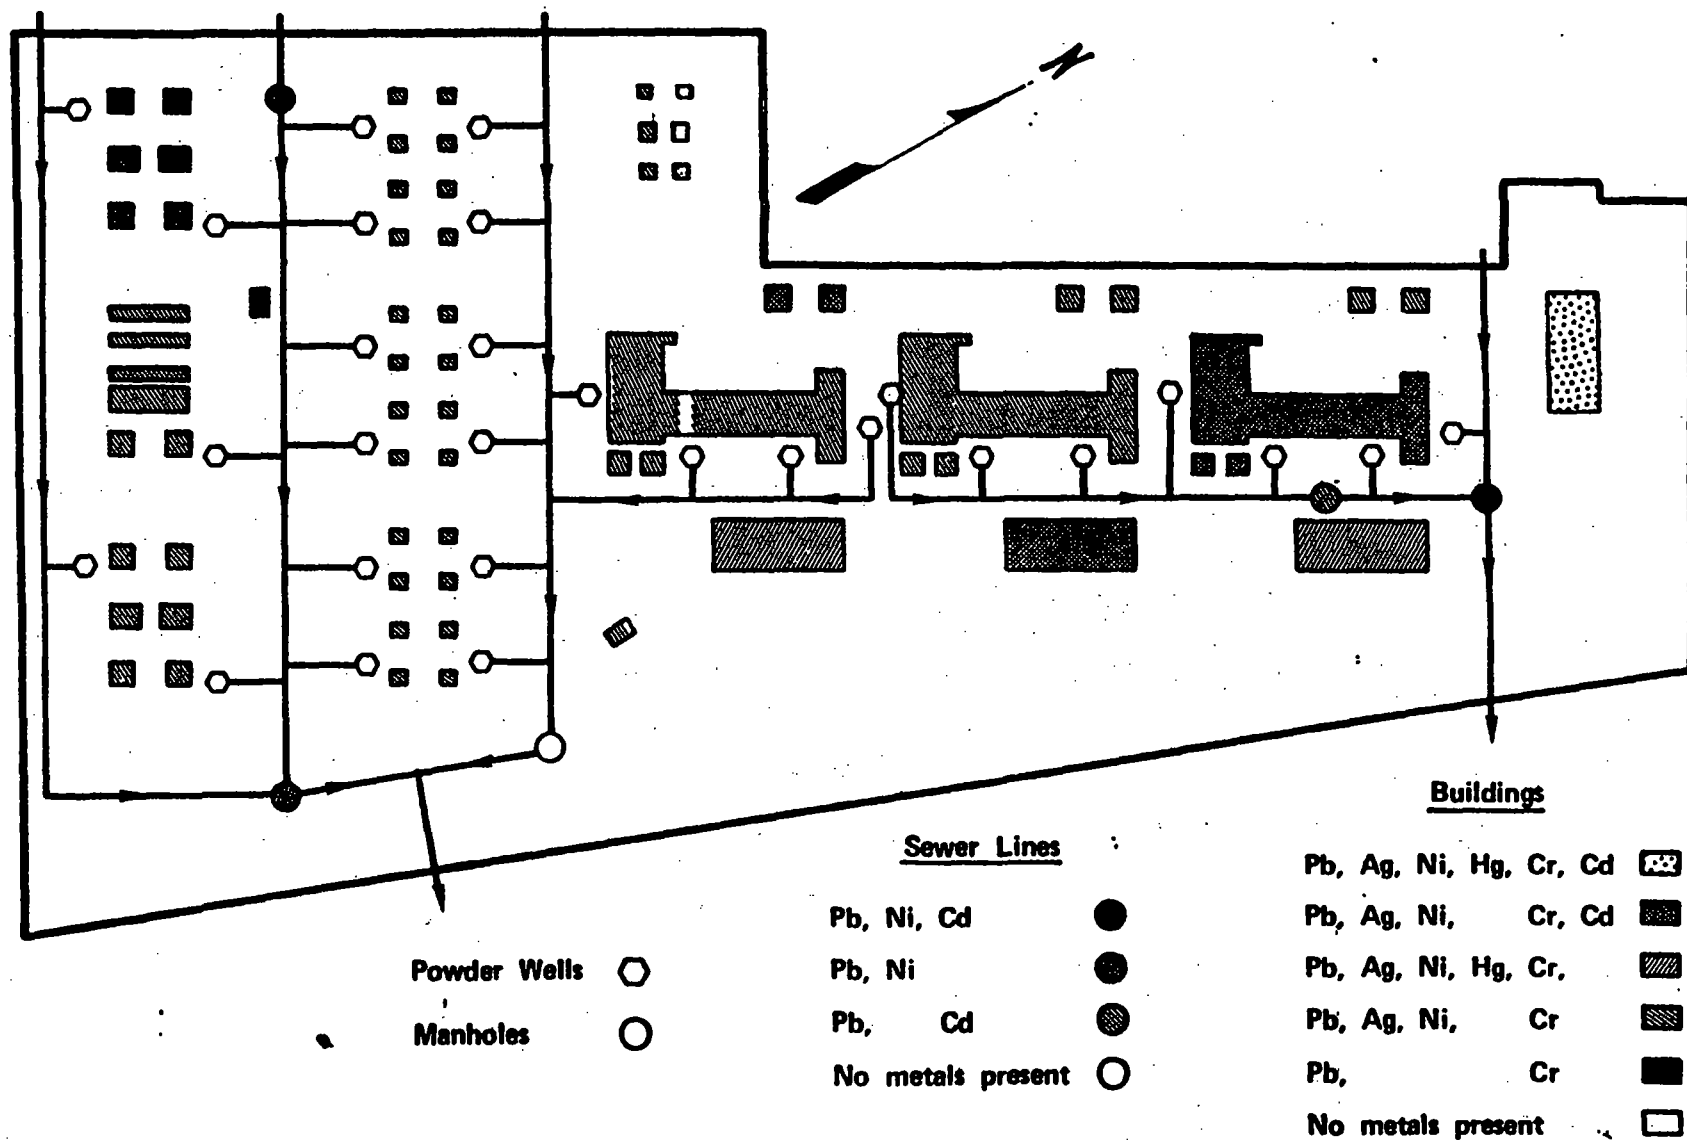 N
Buildings
Sewer Lines
Pb, Ag, Ni, Hg, Cr, Cd
Pb, Ni, Cd
Pb, Ag, Ni, Cr, Cd
Powder Wells
Pb, Ni
Pb, Ag, Ni, Hg, Cr,
Manholes
Pb, Cd
Pb, Ag, Ni, Cr
No metals present
Pb, Cr
No metals present